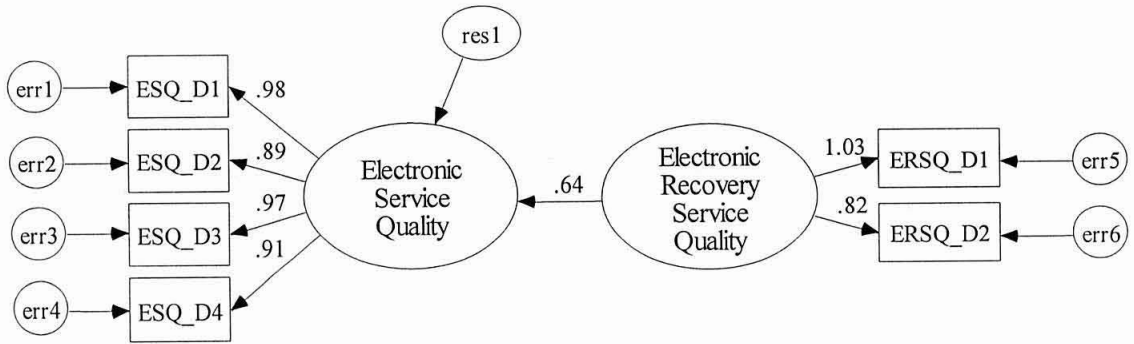 res1
err1
ESQ_D1
.98
err2
ESQ_D2
.89
err3
ESQ_D3
.97
err4
ESQ_D4
.91
Electronic
Service
Quality
.64
Electronic
Recovery
Service
Quality
1.03
ERSQ_D1
err5
.82
ERSQ_D2
err6